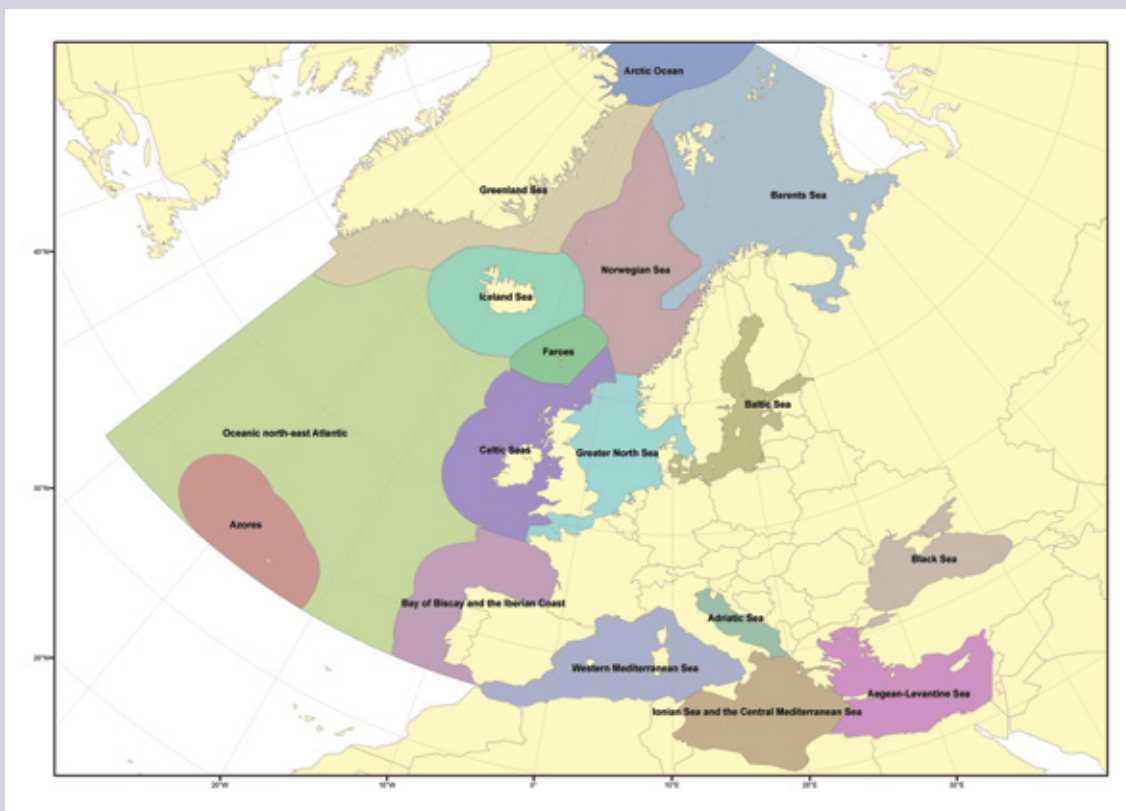 Arctic Ocean
Greenland Sea
Barents Sea
Norwegian Sea
Iceland Sea
Faroes
Baltic Sea
Oceanic north-east Atlantic
Celtic Seas
Greater North Sea
Azores
Black Sea
Bay of Biscay and the Iberian Coast
Adriatic Sea
Western Mediterranean Sea
Aegean-Levantine Sea
Ionian Sea and the Central Mediterranean Sea
20°W
10°W
0°
10°E
20°E
30°E